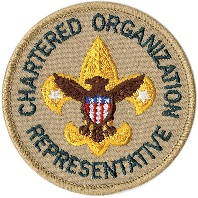 CHARTERED ORGANIZATION
REPRESENTATIVE